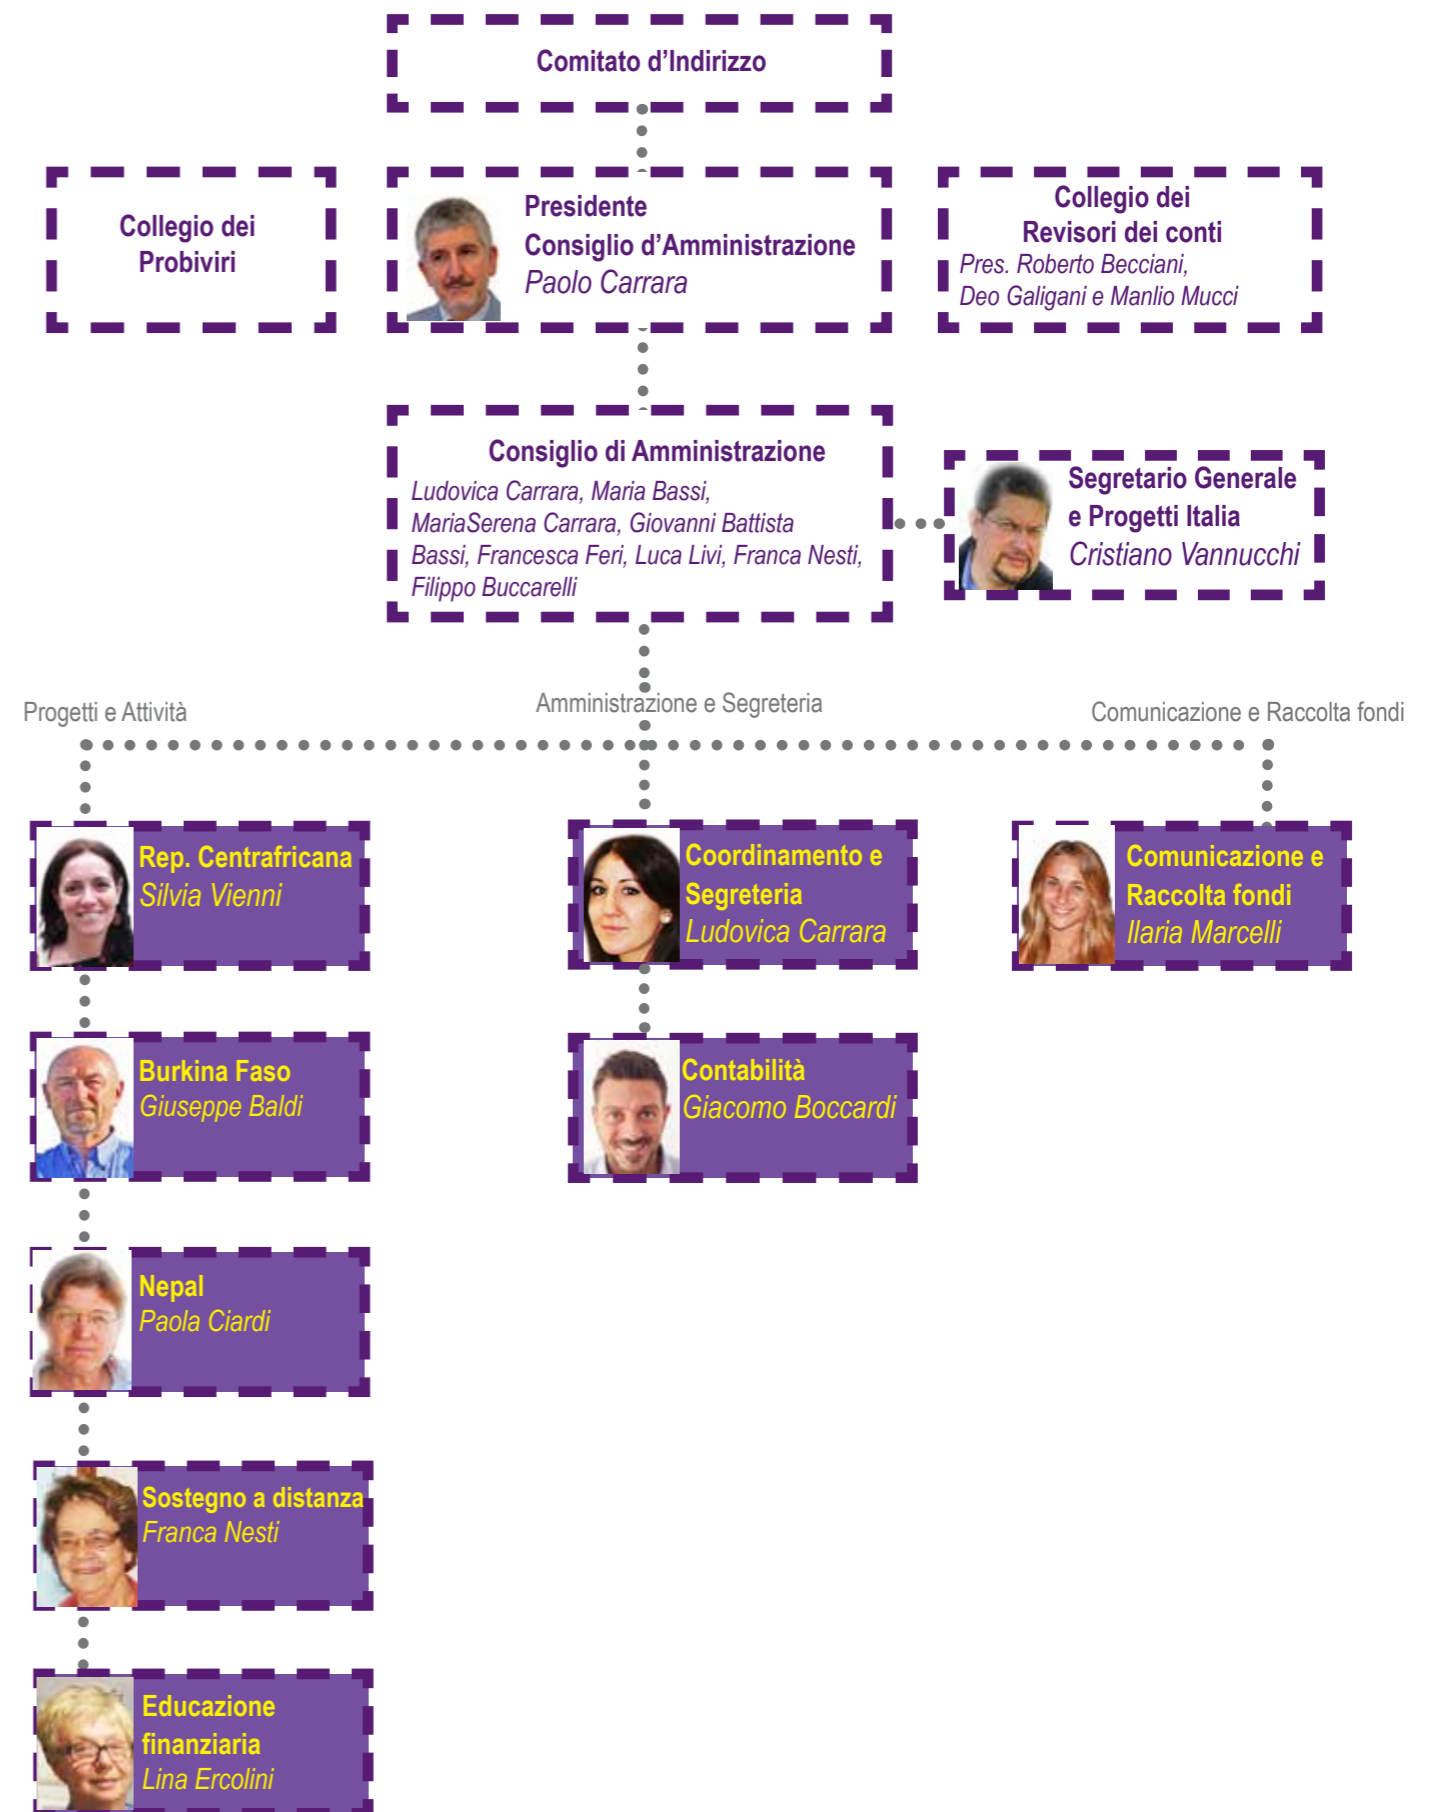 Comitato d’Indirizzo
Collegio dei
Probiviri
Presidente
Consiglio d’Amministrazione
Paolo Carrara
Collegio dei
Revisori dei conti
Pres. Roberto Becciani,
Deo Galigani e Manlio Mucci
Consiglio di Amministrazione
Ludovica Carrara, Maria Bassi,
MariaSerena Carrara, Giovanni Battista
Bassi, Francesca Feri, Luca Livi, Franca Nesti,
Filippo Buccarelli
Segretario Generale
e Progetti Italia
Cristiano Vannucchi
Progetti e Attività
Amministrazione e Segreteria
Comunicazione e Raccolta fondi
Rep. Centrafricana
Silvia Vienni
Coordinamento e
Segreteria
Ludovica Carrara
Comunicazione e
Raccolta fondi
Ilaria Marcelli
Burkina Faso
Giuseppe Baldi
Contabilità
Giacomo Boccardi
Nepal
Paola Ciardi
Sostegno a distanza
Franca Nesti
Educazione
finanziaria
Lina Ercolini